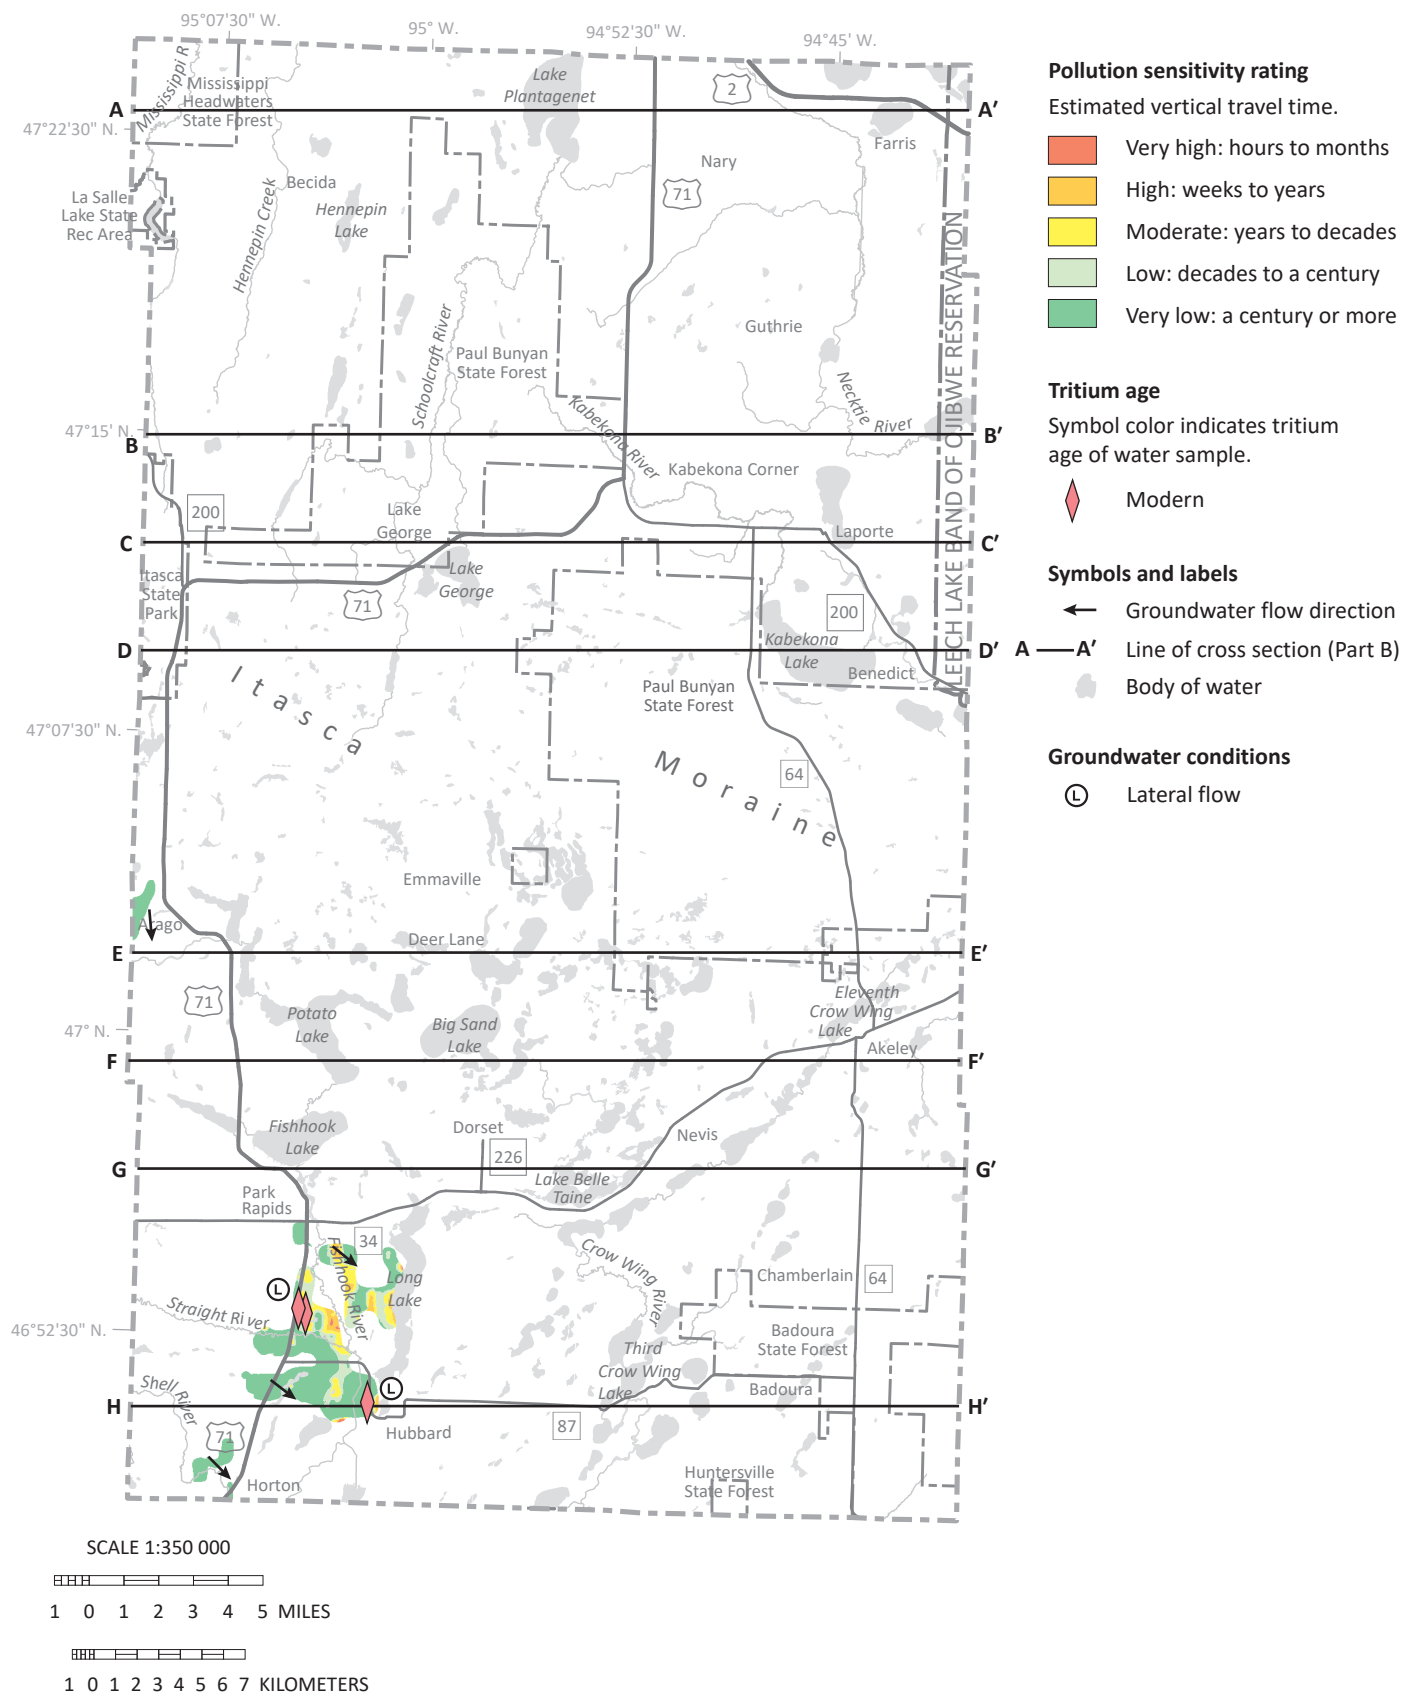 95°07'30" W.
95° W.
94°52'30" W.
94°45' W.
Mississippi R
Mississippi
Headwaters
State Forest
Lake
Plantagenet
2
A
A'
47°22'30" N.
Farris
Nary
71
Becida
Hennepin
Lake
La Salle
Lake State
Rec Area
Hennepin Creek
Schoolcraft River
Guthrie
Paul Bunyan
State Forest
Necktie
River
Kabekona River
LEECH LAKE BAND OF OJIBWE RESERVATION
47°15' N.
B
B'
Kabekona Corner
200
Lake
George
Laporte
C
C'
Itasca
State
Park
Lake
George
71
200
Kabekona
Lake
D
D'
Benedict
Paul Bunyan
State Forest
Itasca
47°07'30" N.
Moraine
64
Emmaville
Arago
Deer Lane
E
E'
71
Eleventh
Crow Wing
Lake
Potato
Lake
Big Sand
Lake
47° N.
Akeley
F
F'
Fishhook
Lake
Dorset
Nevis
226
G
G'
Lake Belle
Taine
Park
Rapids
34
Fishhook River
Long
Lake
Crow Wing
River
Chamberlain
64
L
Straight River
46°52'30" N.
Badoura
State Forest
Third
Crow Wing
Lake
Shell
River
L
Badoura
H
H'
71
Hubbard
87
Horton
Huntersville
State Forest
SCALE 1:350 000
1 0 1 2 3 4 5 MILES
1 0 1 2 3 4 5 6 7 KILOMETERS
Pollution sensitivity rating
Estimated vertical travel time.
Very high: hours to months
High: weeks to years
Moderate: years to decades
Low: decades to a century
Very low: a century or more
Tritium age
Symbol color indicates tritium
age of water sample.
Modern
Symbols and labels
Groundwater flow direction
A A' Line of cross section (Part B)
Body of water
Groundwater conditions
L Lateral flow